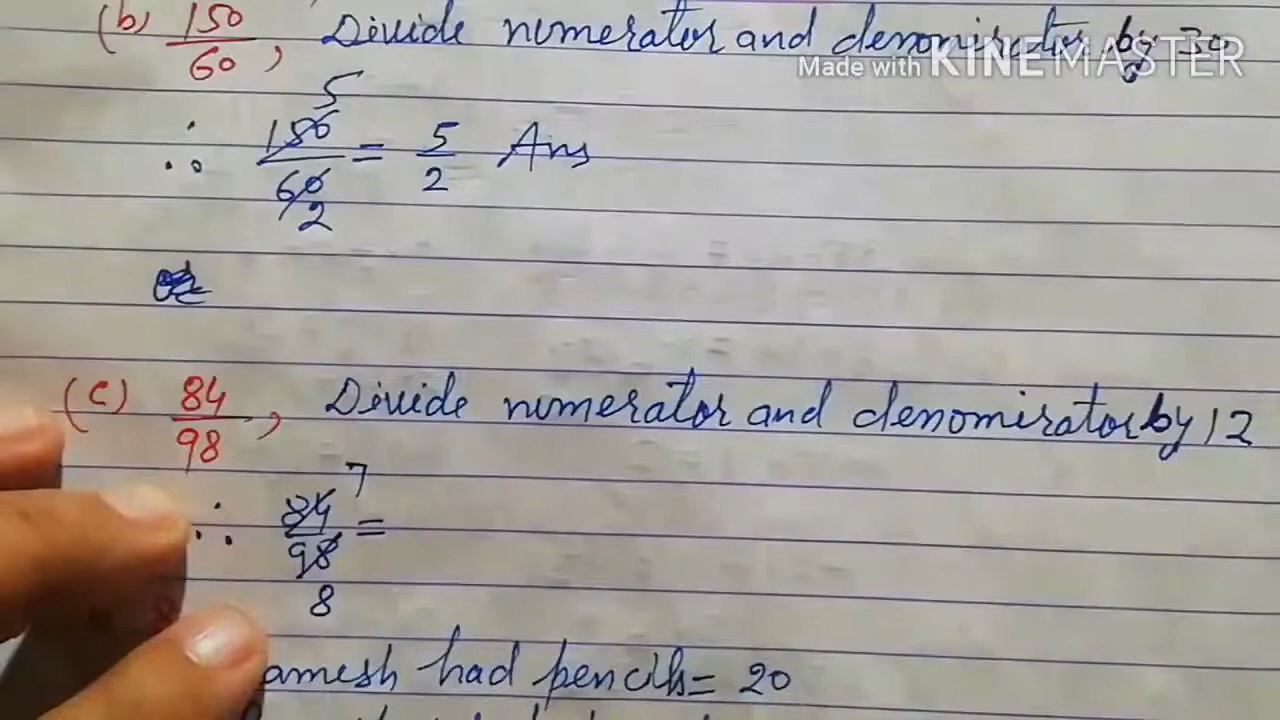 (b) 150/60, Divide numerator and denominator by 30
Made with KINEMASTER
5
∴ 150/60 = 5/2 Ans
2
(c) 84/98, Divide numerator and denomirator by 12
7
∴ 84/98 =
8
amesh had pencils = 20